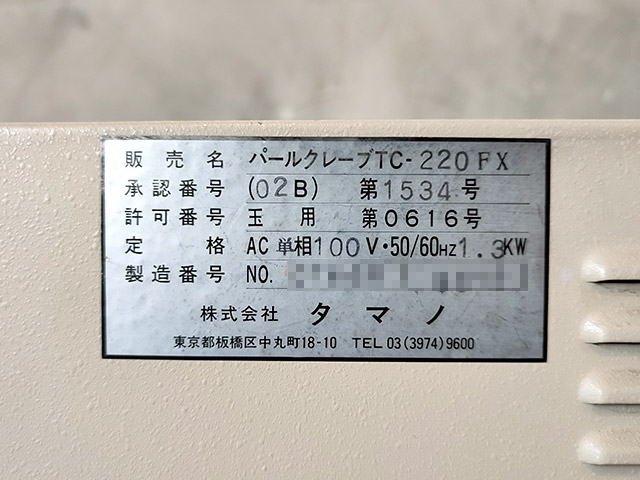 販売名 パールクレーブTC-220FX
承認番号 (02B) 第1534号
許可番号 玉用 第0616号
定格 AC単相100V・50/60HZ1.3KW
製造番号 NO.
株式会社 タマノ
東京都板橋区中丸町18-10 TEL 03(3974)9600